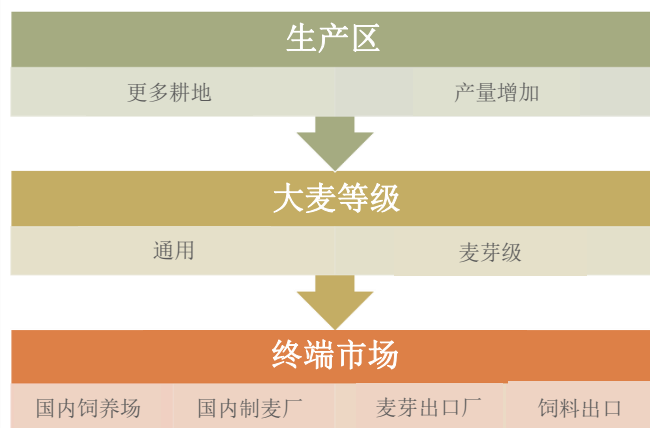 生产区
更多耕地 产量增加
大麦等级
通用 麦芽级
终端市场
国内饲养场 国内制麦厂 麦芽出口厂 饲料出口